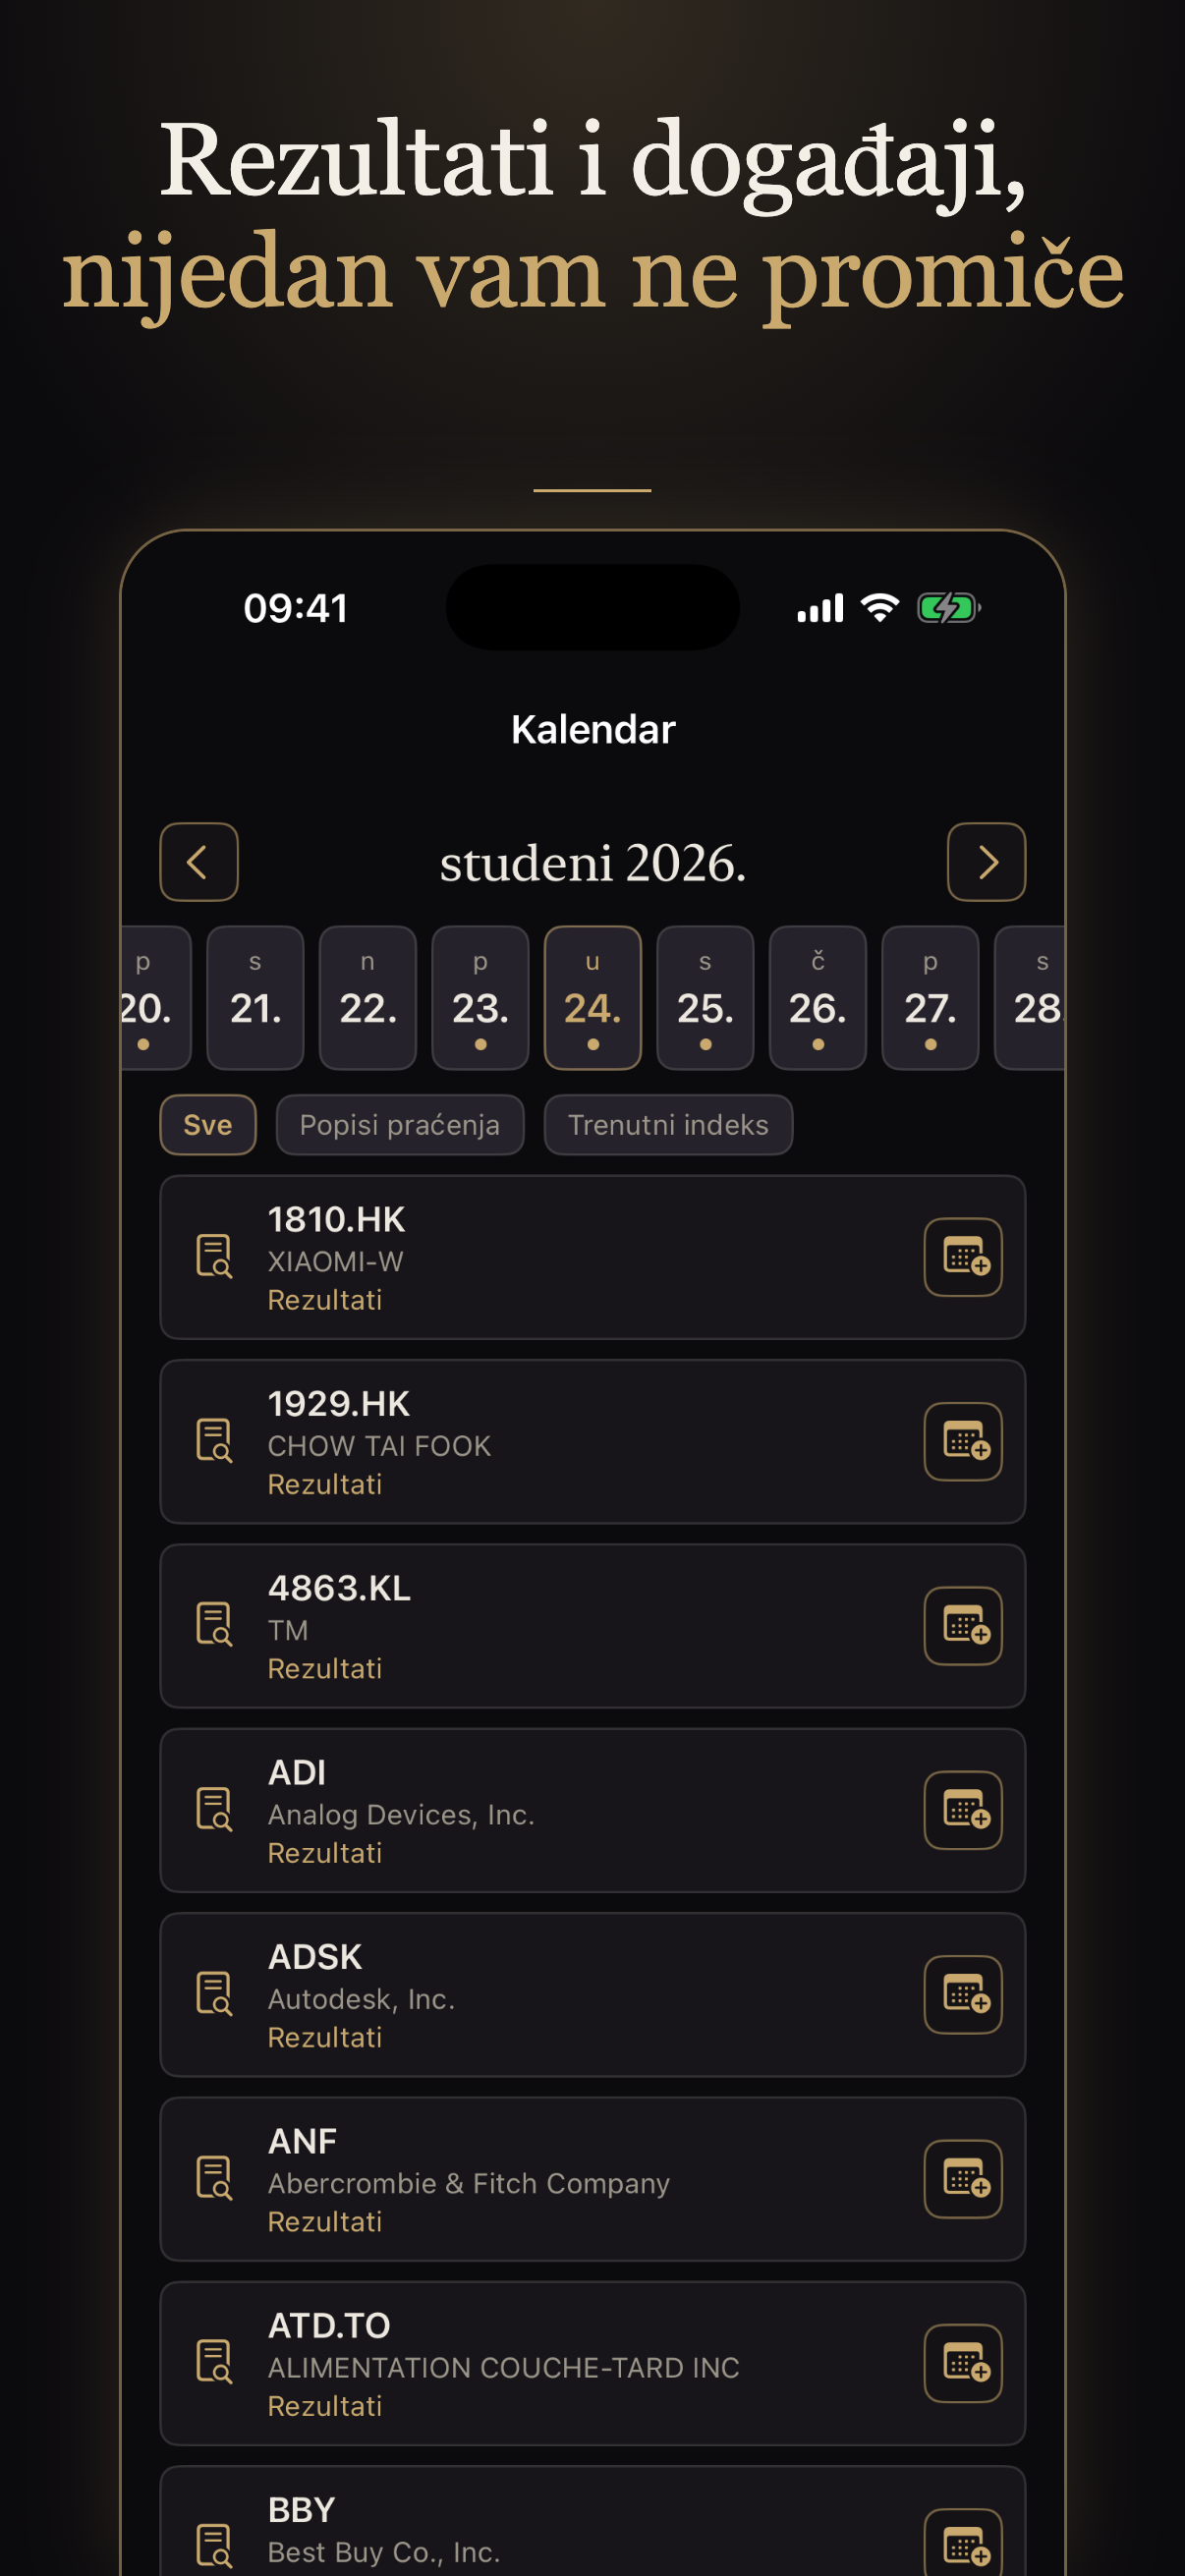 Rezultati i događaji,
nijedan vam ne promiče
09:41
Kalendar
studeni 2026.
p s n p u s č p s
20. 21. 22. 23. 24. 25. 26. 27. 28.
Sve Popisi praćenja Trenutni indeks
1810.HK
XIAOMI-W
Rezultati
1929.HK
CHOW TAI FOOK
Rezultati
4863.KL
TM
Rezultati
ADI
Analog Devices, Inc.
Rezultati
ADSK
Autodesk, Inc.
Rezultati
ANF
Abercrombie & Fitch Company
Rezultati
ATD.TO
ALIMENTATION COUCHE-TARD INC
Rezultati
BBY
Best Buy Co., Inc.